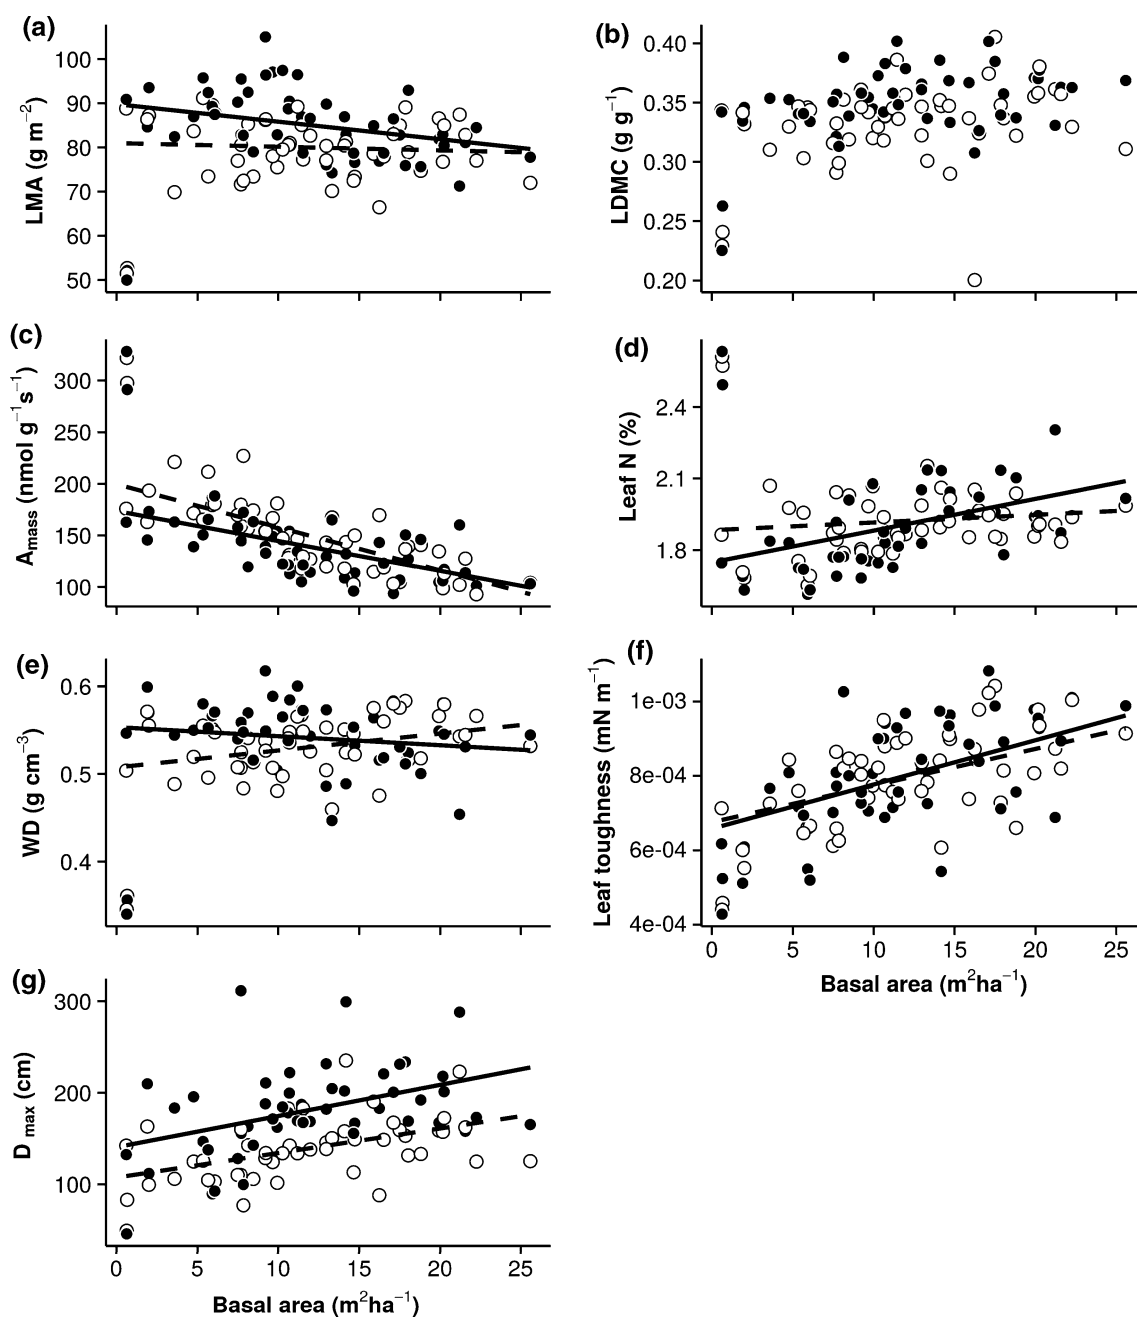 (a)
LMA (g m⁻²)
100
90
80
70
60
50
(b)
LDMC (g g⁻¹)
0.40
0.35
0.30
0.25
0.20
(c)
A_mass (nmol g⁻¹s⁻¹)
300
250
200
150
100
(d)
Leaf N (%)
2.4
2.1
1.8
(e)
WD (g cm⁻³)
0.6
0.5
0.4
(f)
Leaf toughness (mN m⁻¹)
1e-03
8e-04
6e-04
4e-04
0 5 10 15 20 25
Basal area (m²ha⁻¹)
(g)
D max (cm)
300
200
100
0 5 10 15 20 25
Basal area (m²ha⁻¹)